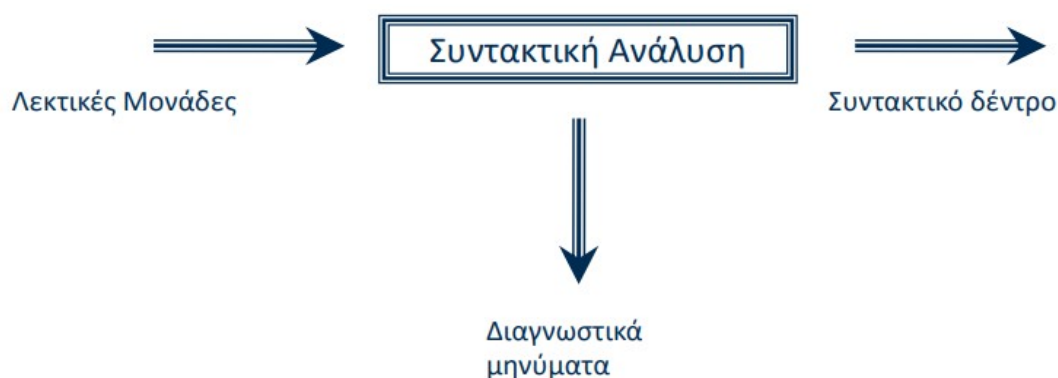 Συντακτική Ανάλυση
Λεκτικές Μονάδες
Συντακτικό δέντρο
Διαγνωστικά
μηνύματα